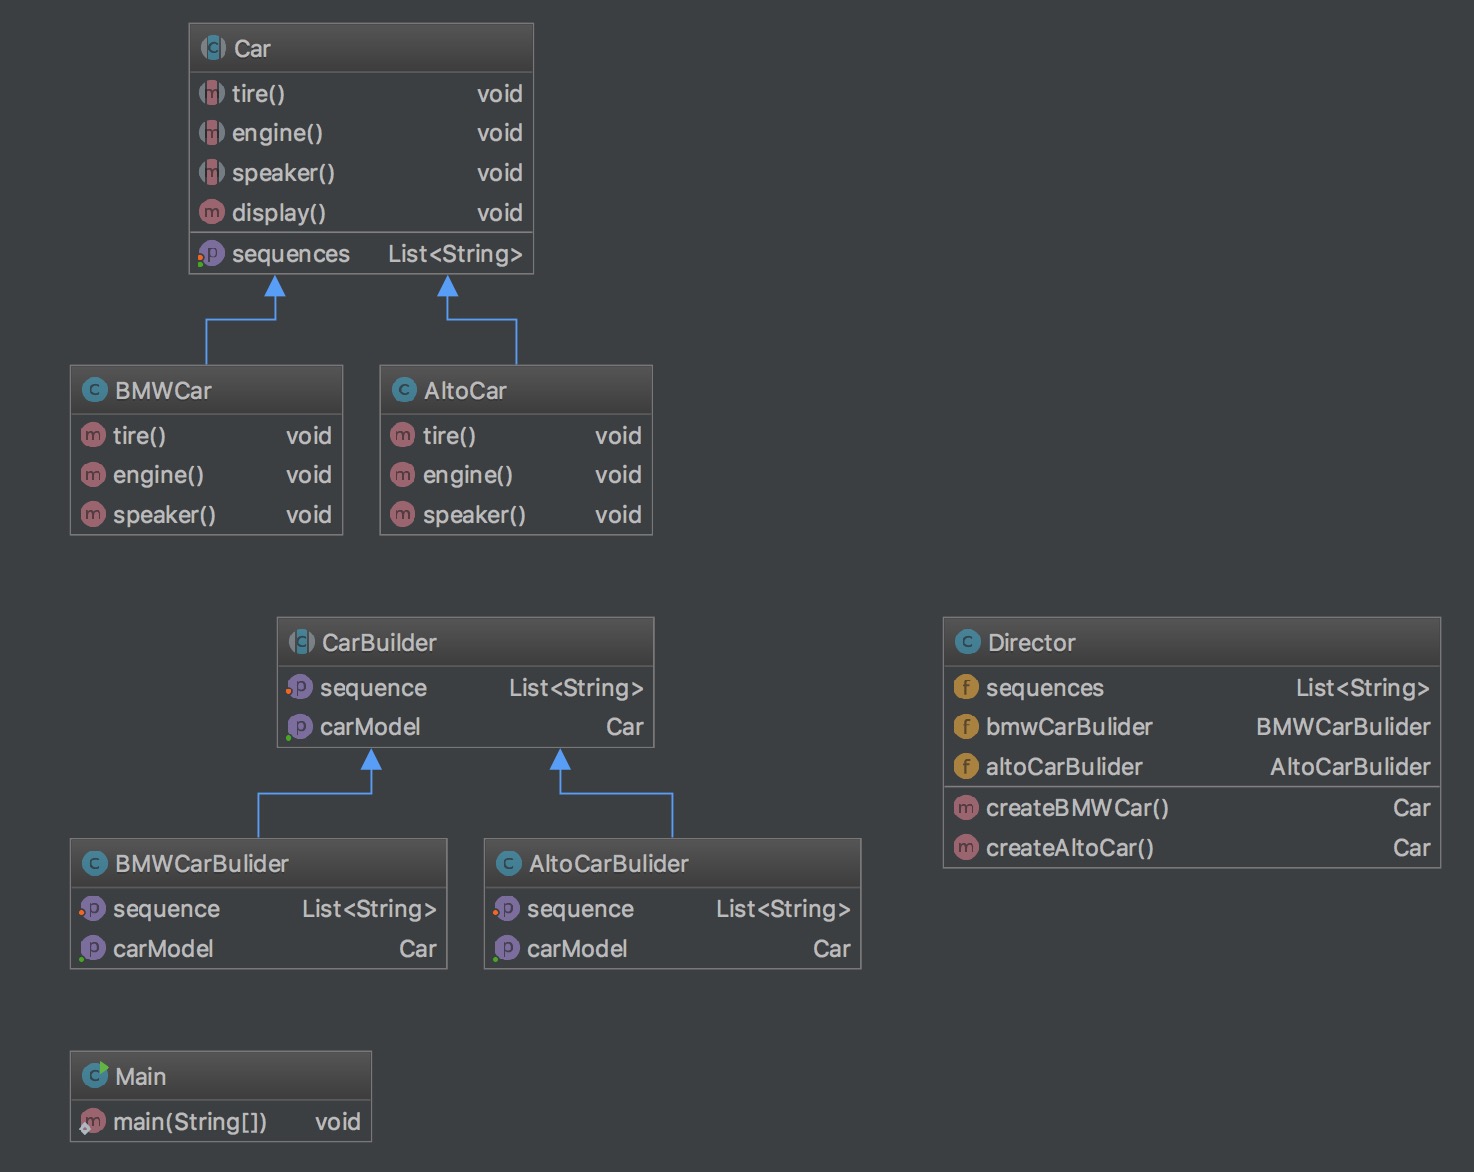 Car
tire() void
engine() void
speaker() void
display() void
sequences List<String>
BMWCar
tire() void
engine() void
speaker() void
AltoCar
tire() void
engine() void
speaker() void
CarBuilder
sequence List<String>
carModel Car
Director
sequences List<String>
bmwCarBulider BMWCarBulider
altoCarBulider AltoCarBulider
createBMWCar() Car
createAltoCar() Car
BMWCarBulider
sequence List<String>
carModel Car
AltoCarBulider
sequence List<String>
carModel Car
Main
main(String[]) void